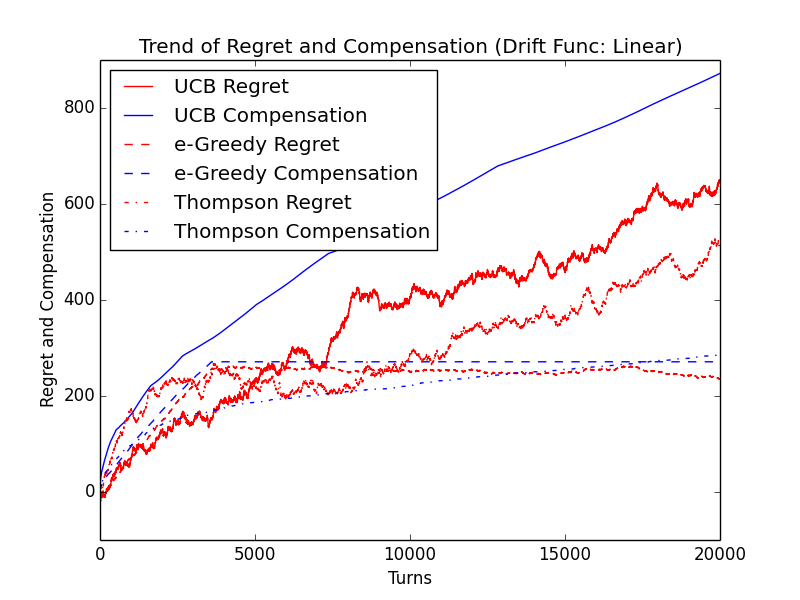 Trend of Regret and Compensation (Drift Func: Linear)
UCB Regret
UCB Compensation
e-Greedy Regret
e-Greedy Compensation
Thompson Regret
Thompson Compensation
Regret and Compensation
800
600
400
200
0
0 5000 10000 15000 20000
Turns